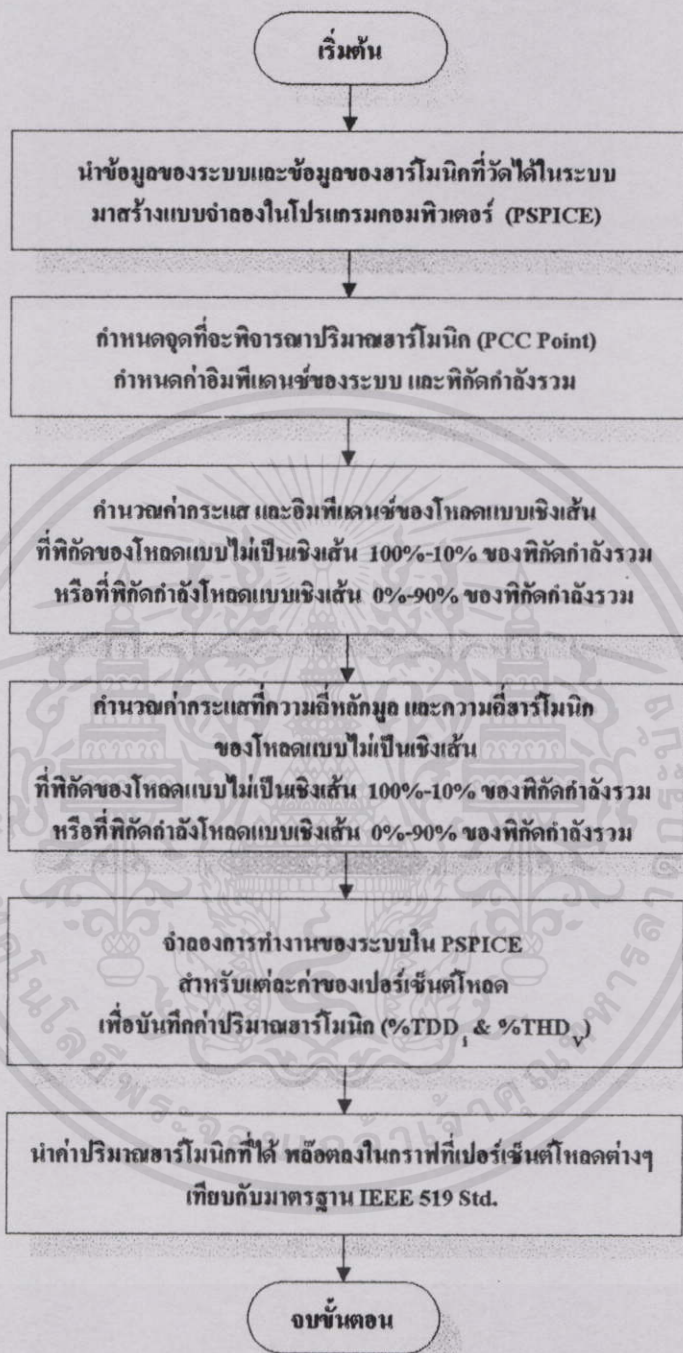 เริ่มต้น
นำข้อมูลของระบบและข้อมูลของฮาร์โมนิกที่วัดได้ในระบบ
มาสร้างแบบจำลองในโปรแกรมคอมพิวเตอร์ (PSPICE)
กำหนดจุดที่จะพิจารณาปริมาณฮาร์โมนิก (PCC Point)
กำหนดค่าอิมพีแดนซ์ของระบบ และพิกัดกำลังรวม
คำนวณค่ากระแส และอิมพีแดนซ์ของโหลดแบบเชิงเส้น
ที่พิกัดของโหลดแบบไม่เป็นเชิงเส้น 100%-10% ของพิกัดกำลังรวม
หรือที่พิกัดกำลังโหลดแบบเชิงเส้น 0%-90% ของพิกัดกำลังรวม
คำนวณค่ากระแสที่ความถี่หลักมูล และความถี่ฮาร์โมนิก
ของโหลดแบบไม่เป็นเชิงเส้น
ที่พิกัดของโหลดแบบไม่เป็นเชิงเส้น 100%-10% ของพิกัดกำลังรวม
หรือที่พิกัดกำลังโหลดแบบเชิงเส้น 0%-90% ของพิกัดกำลังรวม
จำลองการทำงานของระบบใน PSPICE
สำหรับแต่ละค่าของเปอร์เซ็นต์โหลด
เพื่อบันทึกค่าปริมาณฮาร์โมนิก (%TDD_i & %THD_v)
นำค่าปริมาณฮาร์โมนิกที่ได้ พล๊อตลงในกราฟที่เปอร์เซ็นต์โหลดต่างๆ
เทียบกับมาตรฐาน IEEE 519 Std.
จบขั้นตอน